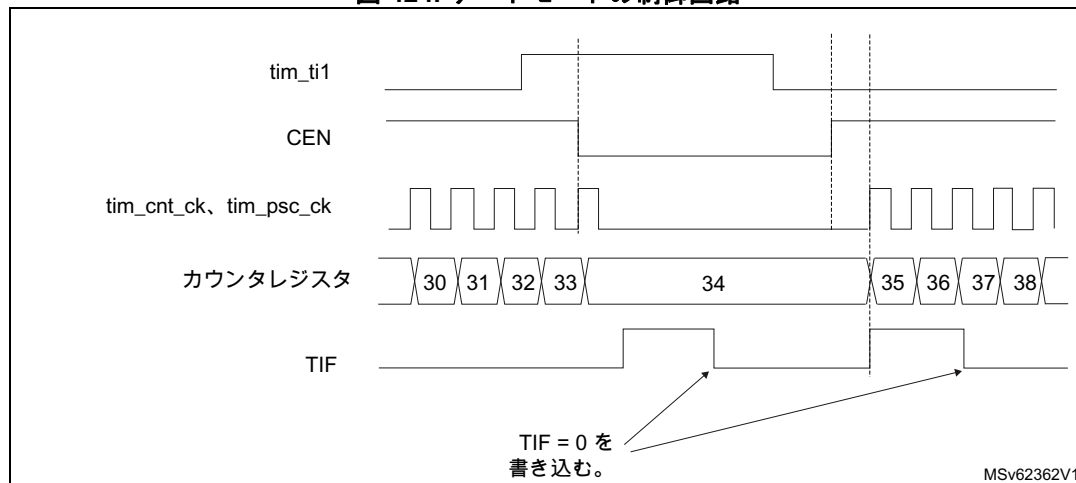 tim_ti1
CEN
tim_cnt_ck、tim_psc_ck
カウンタレジスタ
30 31 32 33 34 35 36 37 38
TIF
TIF = 0 を
書き込む。
MSv62362V1